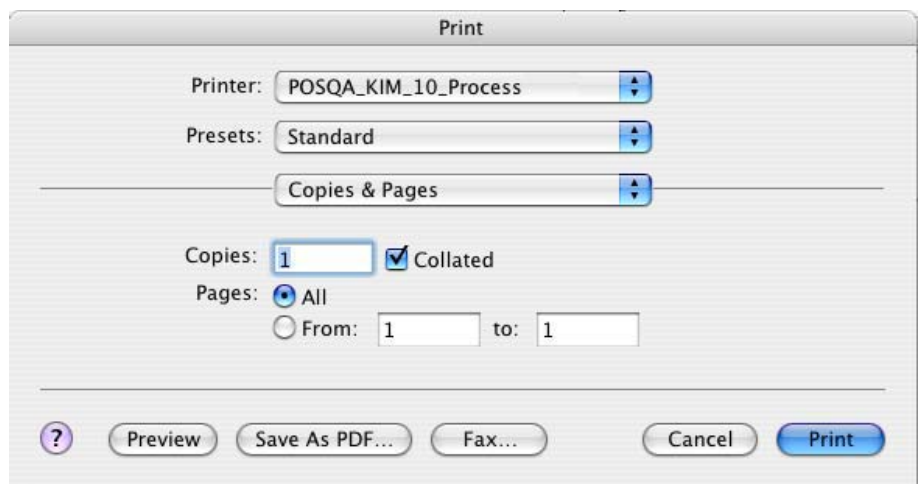 Print
Printer: POSQA_KIM_10_Process
Presets: Standard
Copies & Pages
Copies: 1 Collated
Pages: All
From: 1 to: 1
? Preview Save As PDF... Fax... Cancel Print